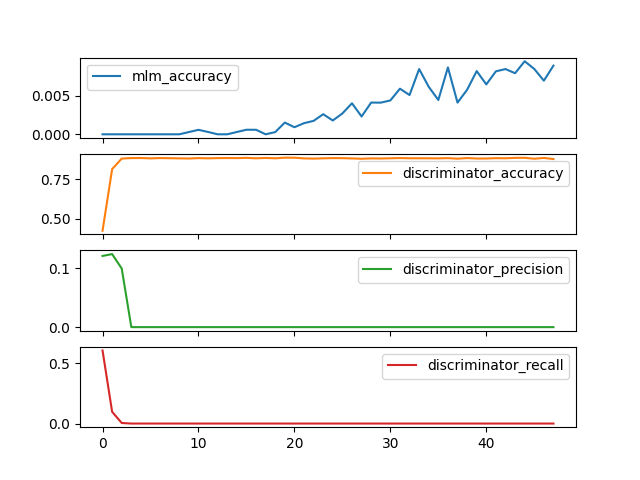 mlm_accuracy
0.005
0.000
discriminator_accuracy
0.75
0.50
discriminator_precision
0.1
0.0
discriminator_recall
0.5
0.0
0 10 20 30 40